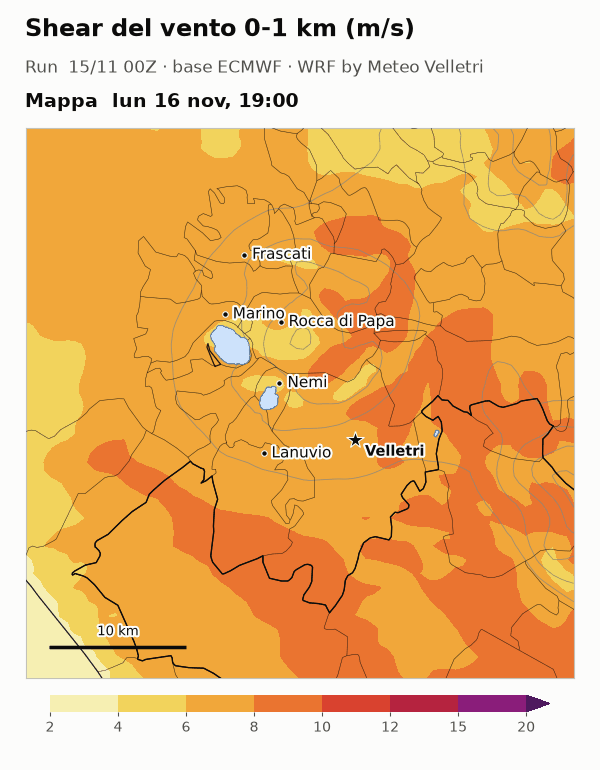 Shear del vento 0-1 km (m/s)
Run  15/11 00Z · base ECMWF · WRF by Meteo Velletri
Mappa  lun 16 nov, 19:00
Frascati
Marino
Rocca di Papa
Nemi
Velletri
Lanuvio
10 km
2 4 6 8 10 12 15 20